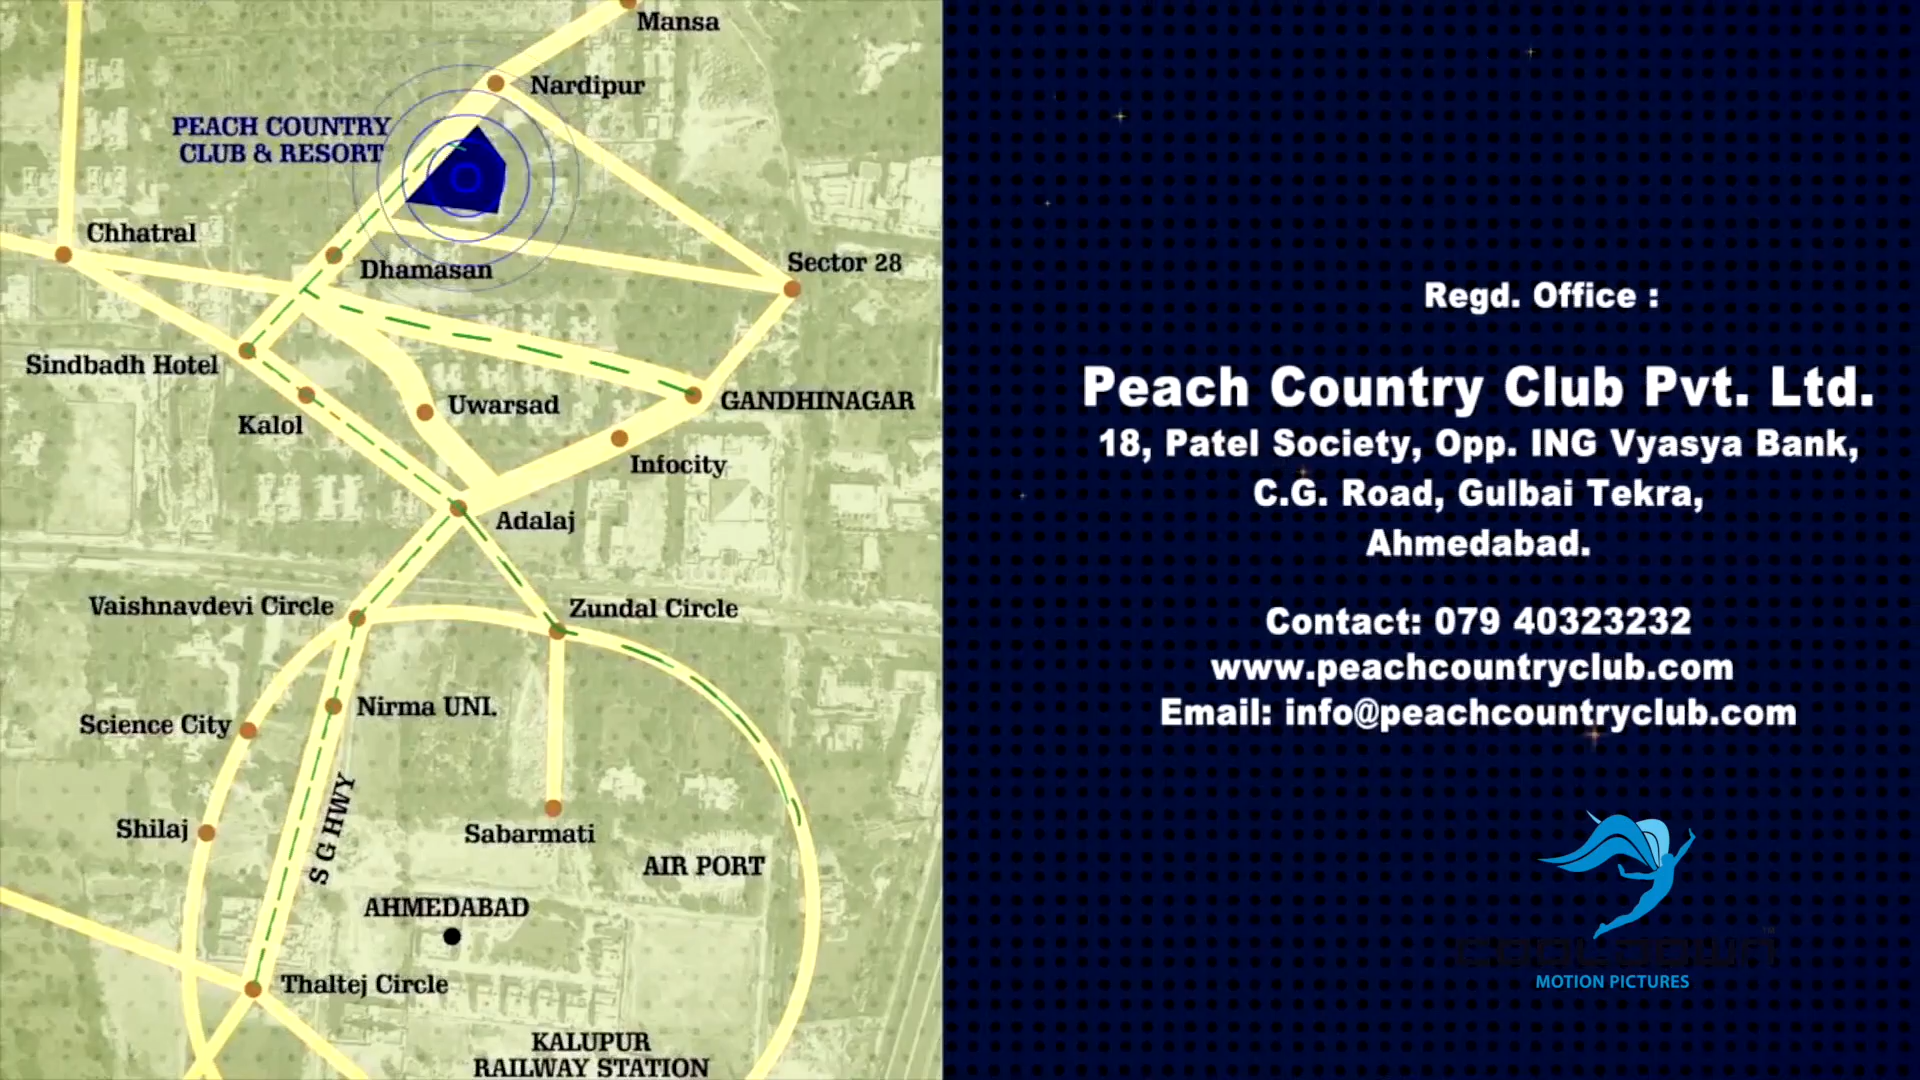 Mansa
Nardipur
PEACH COUNTRY
CLUB & RESORT
Chhatral
Dhamasan
Sector 28
Sindbadh Hotel
Kalol
Uwarsad
GANDHINAGAR
Infocity
Adalaj
Vaishnavdevi Circle
Zundal Circle
Science City
Nirma UNI.
S G HWY
Shilaj
Sabarmati
AIR PORT
AHMEDABAD
Thaltej Circle
KALUPUR
RAILWAY STATION
Regd. Office :
Peach Country Club Pvt. Ltd.
18, Patel Society, Opp. ING Vyasya Bank,
C.G. Road, Gulbai Tekra,
Ahmedabad.
Contact: 079 40323232
www.peachcountryclub.com
Email: info@peachcountryclub.com
MOTION PICTURES